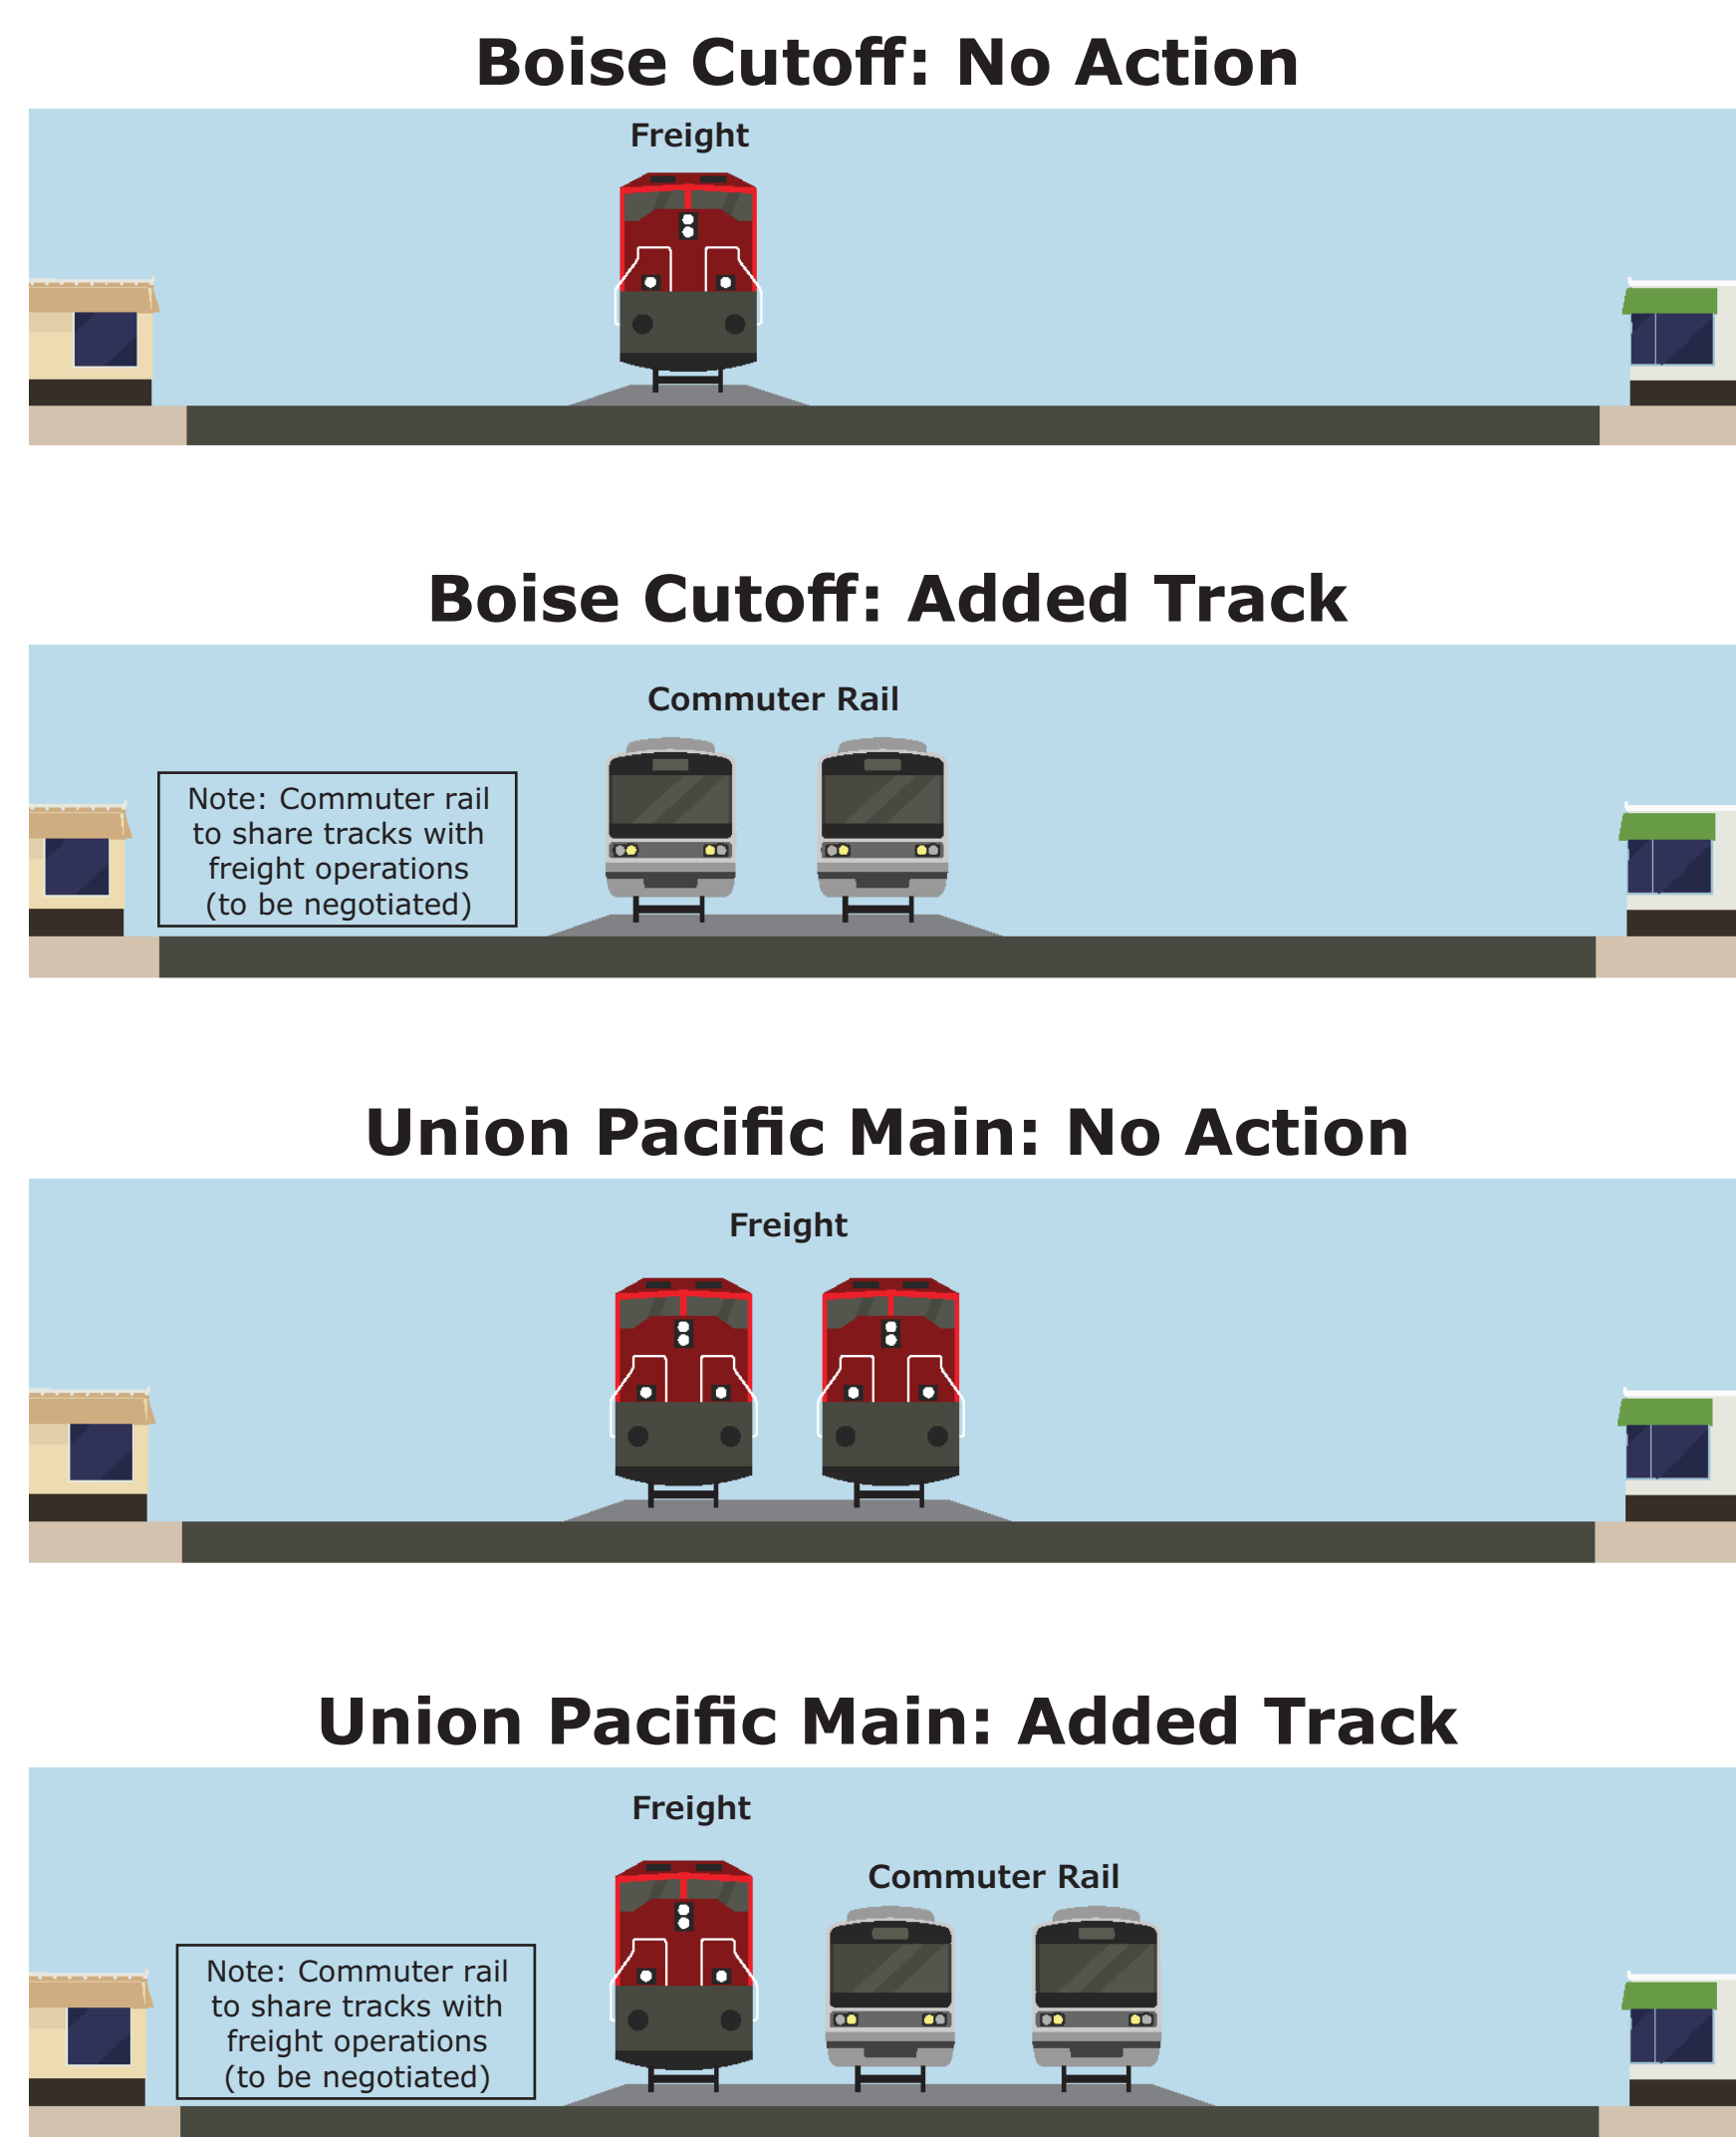 Boise Cutoff: No Action
Freight
Boise Cutoff: Added Track
Commuter Rail
Note: Commuter rail
to share tracks with
freight operations
(to be negotiated)
Union Pacific Main: No Action
Freight
Union Pacific Main: Added Track
Freight
Commuter Rail
Note: Commuter rail
to share tracks with
freight operations
(to be negotiated)